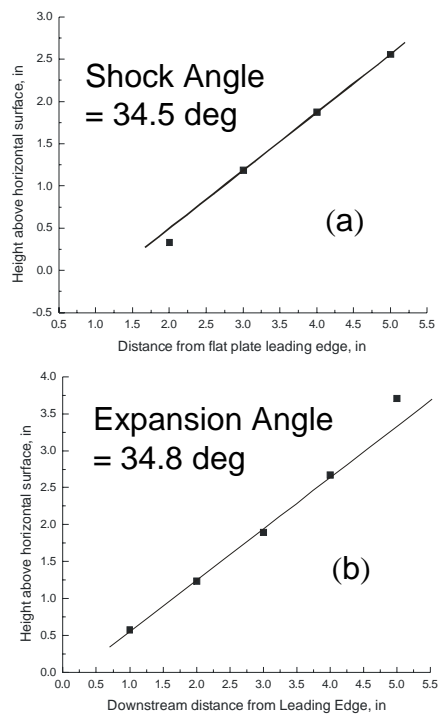 3.0
2.5
2.0
1.5
1.0
0.5
0.0
-0.5
Height above horizontal surface, in
Shock Angle
= 34.5 deg
(a)
0.5 1.0 1.5 2.0 2.5 3.0 3.5 4.0 4.5 5.0 5.5
Distance from flat plate leading edge, in
4.0
3.5
3.0
2.5
2.0
1.5
1.0
0.5
0.0
Height above horizontal surface, in
Expansion Angle
= 34.8 deg
(b)
0.0 0.5 1.0 1.5 2.0 2.5 3.0 3.5 4.0 4.5 5.0 5.5
Downstream distance from Leading Edge, in